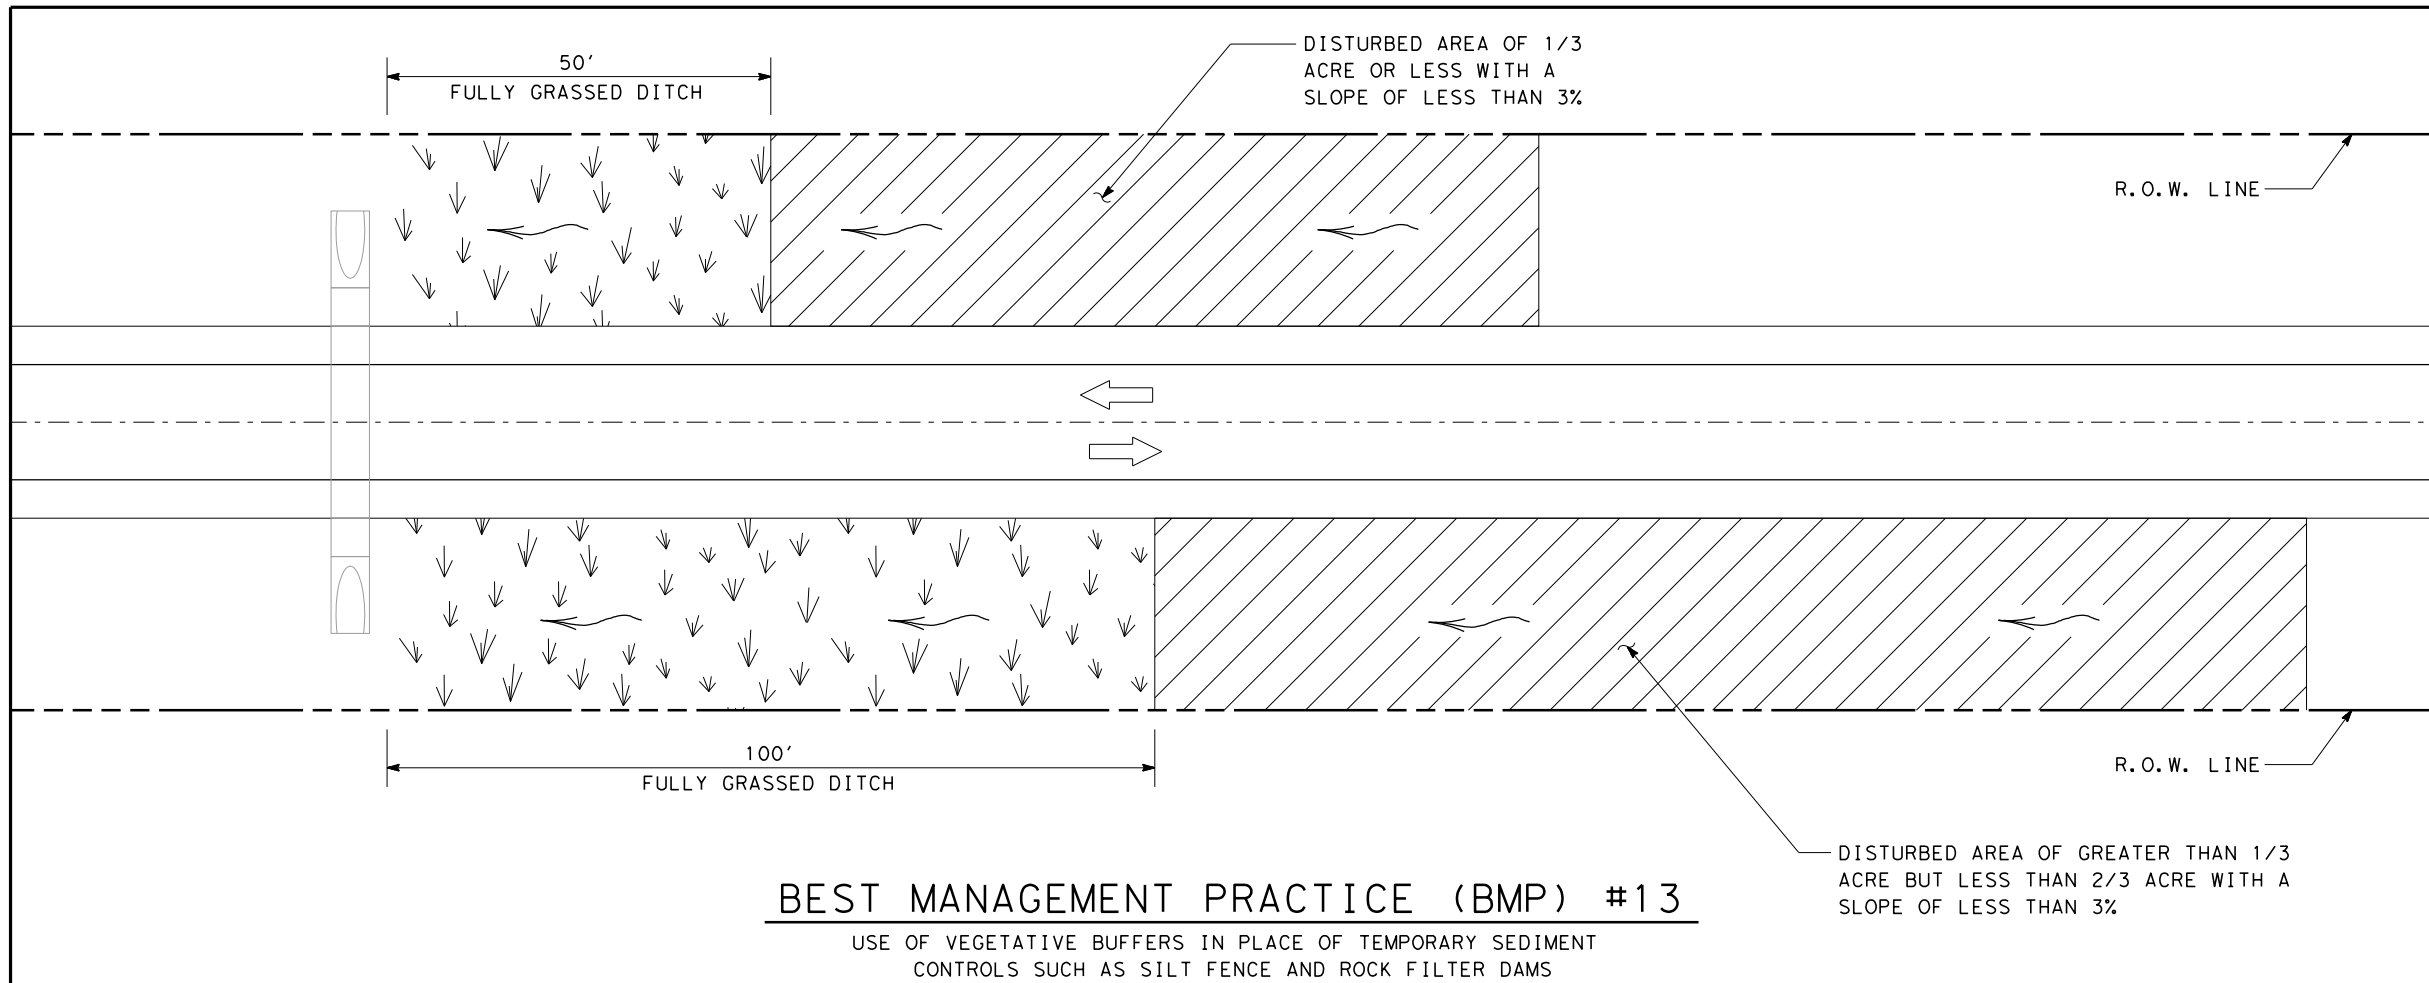 50'
FULLY GRASSED DITCH
DISTURBED AREA OF 1/3
ACRE OR LESS WITH A
SLOPE OF LESS THAN 3%
R.O.W. LINE
100'
FULLY GRASSED DITCH
R.O.W. LINE
DISTURBED AREA OF GREATER THAN 1/3
ACRE BUT LESS THAN 2/3 ACRE WITH A
SLOPE OF LESS THAN 3%
BEST MANAGEMENT PRACTICE (BMP) #13
USE OF VEGETATIVE BUFFERS IN PLACE OF TEMPORARY SEDIMENT
CONTROLS SUCH AS SILT FENCE AND ROCK FILTER DAMS